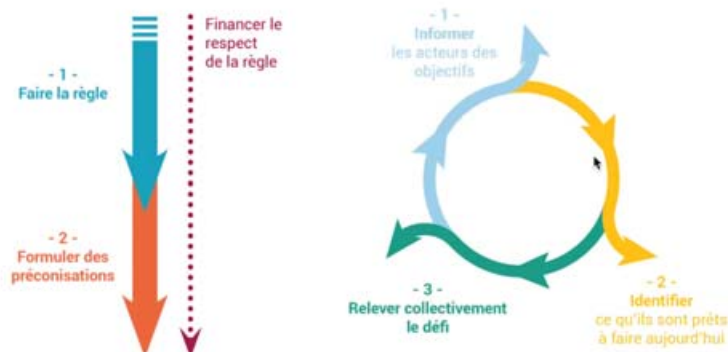 - 1 -
Faire la règle
- 2 -
Formuler des
préconisations
Financer le
respect
de la règle
- 1 -
Informer
les acteurs des
objectifs
- 2 -
Identifier
ce qu'ils sont prêts
à faire aujourd'hui
- 3 -
Relever collectivement
le défi